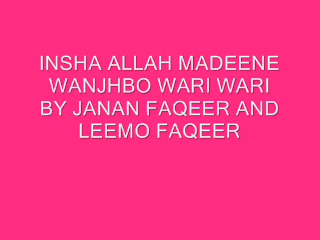 INSHA ALLAH MADEENE
WANJHBO WARI WARI
BY JANAN FAQEER AND
LEEMO FAQEER